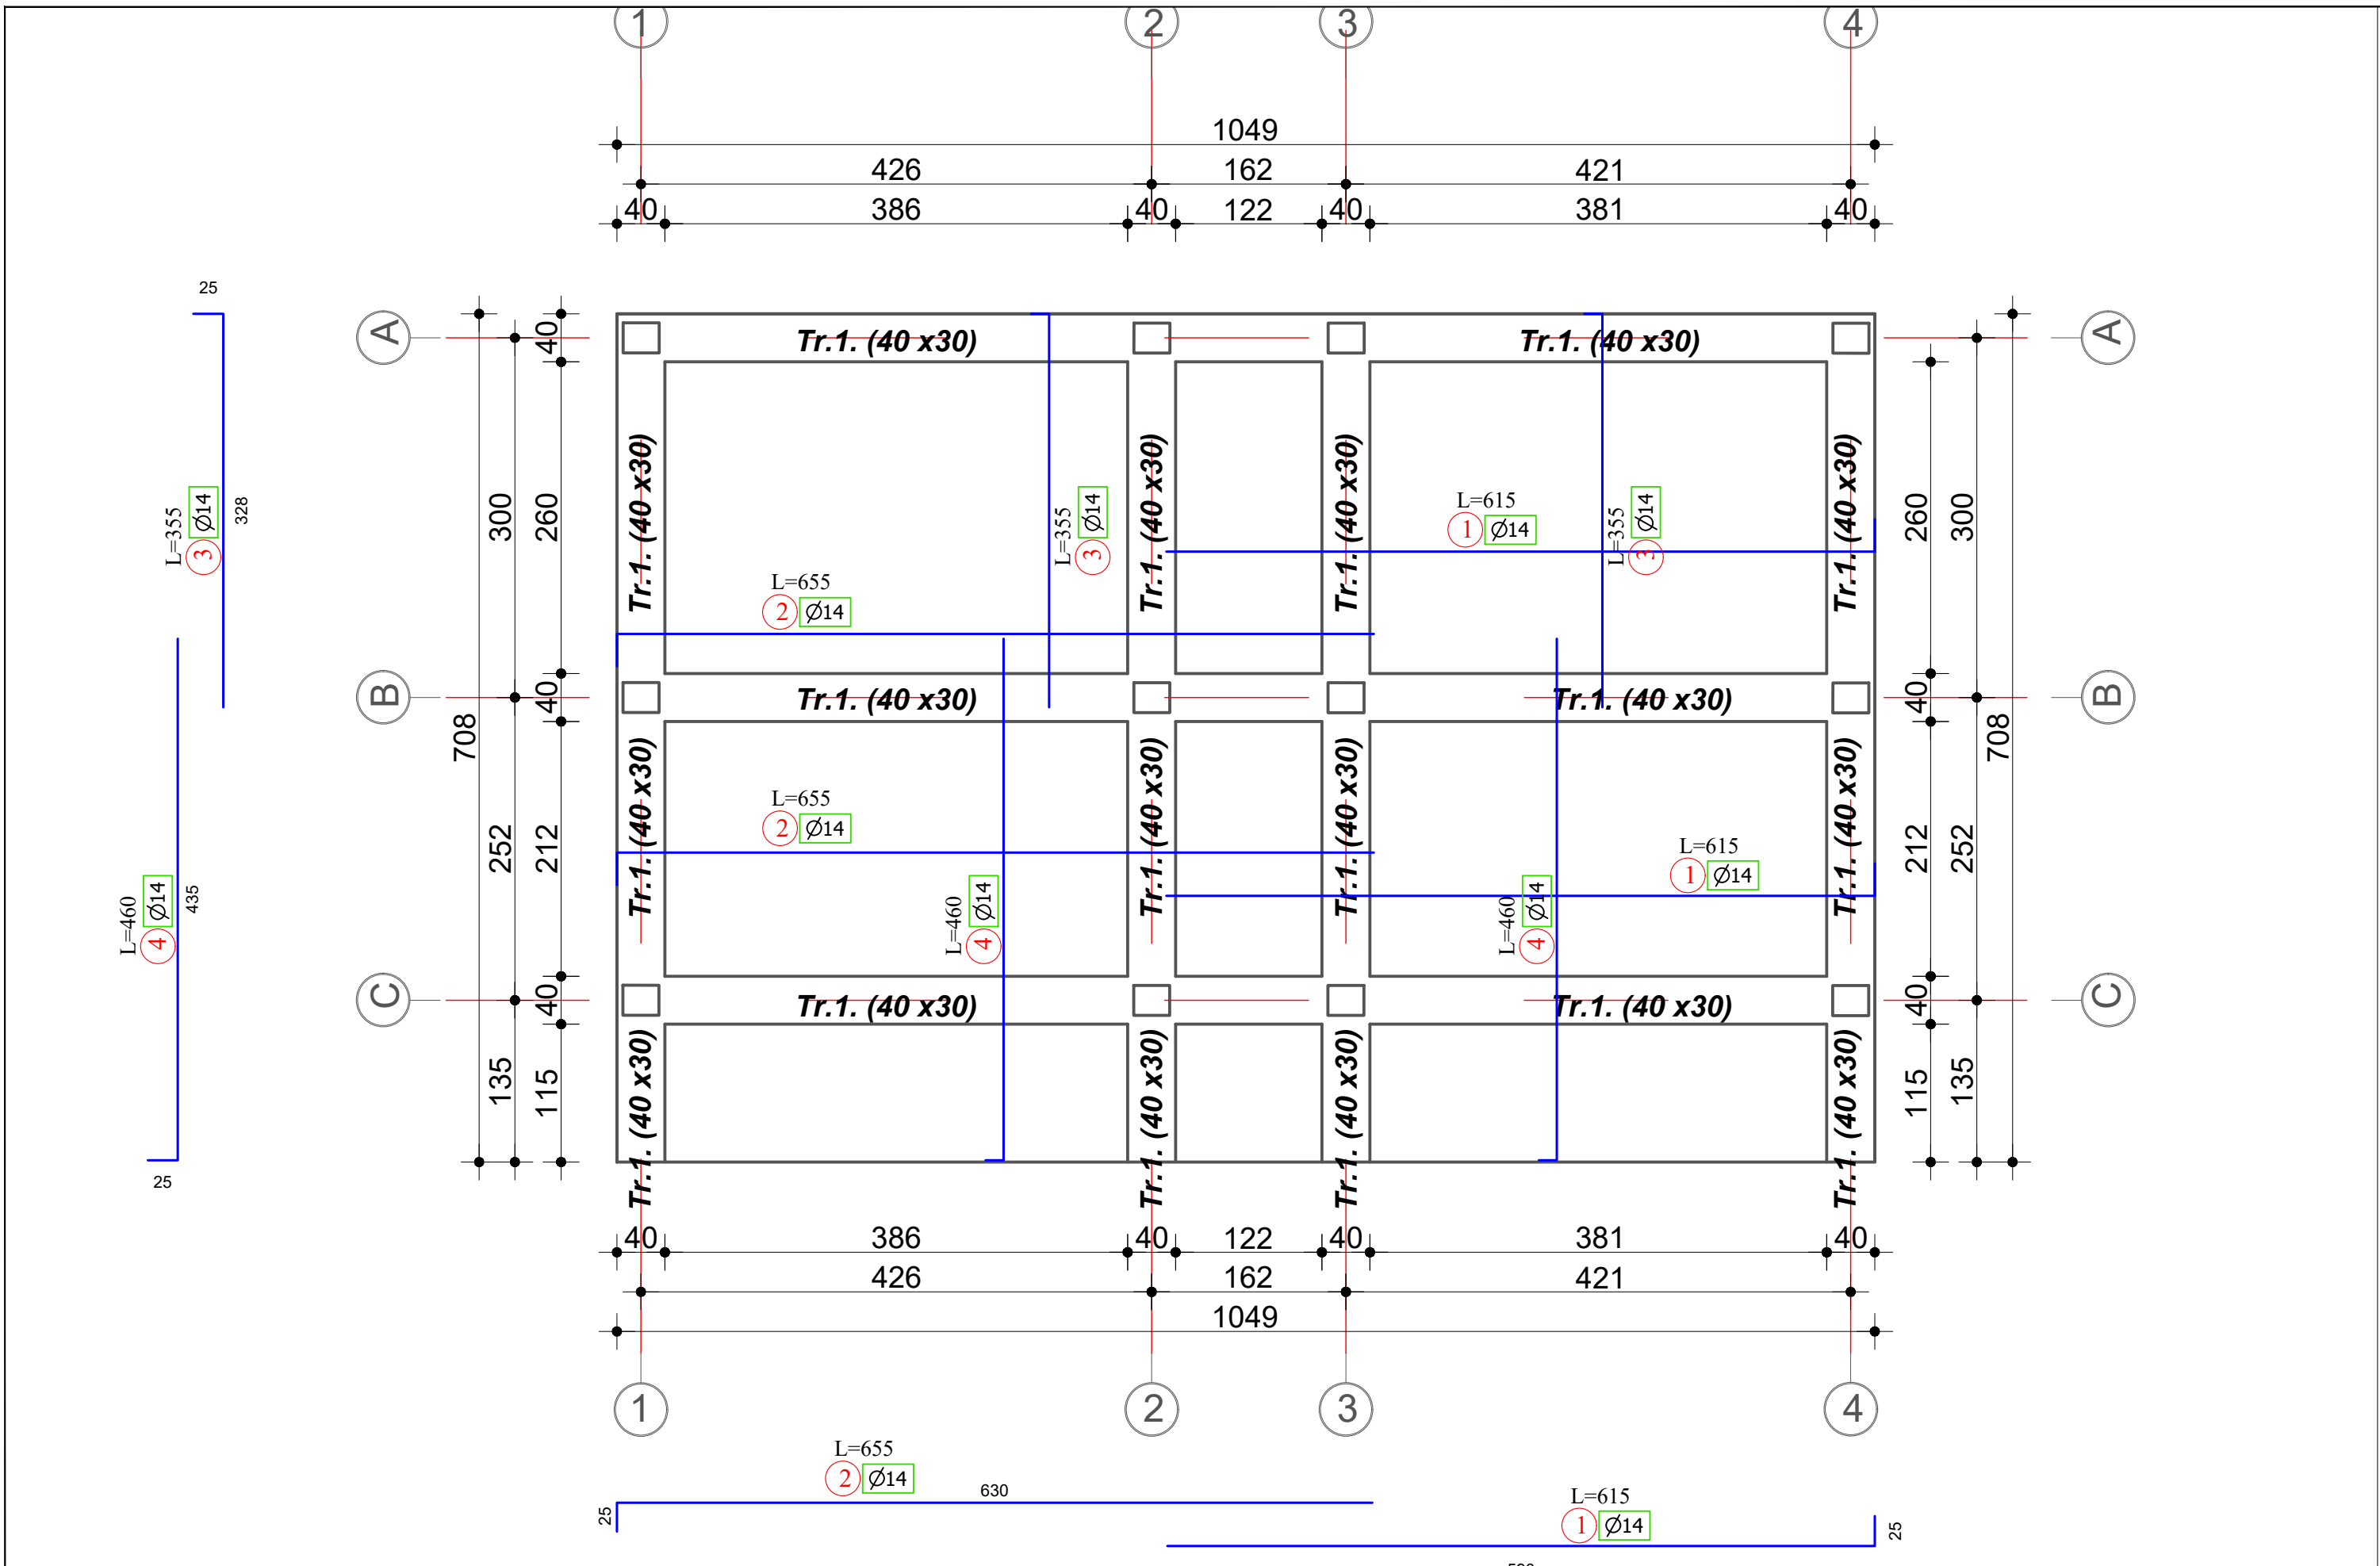 1 2 3 4
1049
426 162 421
40 386 40 122 40 381 40
25
A 40 Tr.1. (40 x30) Tr.1. (40 x30) A
L=355
3 Ø14
328
300 260
Tr.1. (40 x30) Tr.1. (40 x30) Tr.1. (40 x30) Tr.1. (40 x30)
L=355
3 Ø14
L=615
1 Ø14
L=355
3 Ø14
260 300
L=655
2 Ø14
B 40 Tr.1. (40 x30) Tr.1. (40 x30) 40 B
708 708
L=655
2 Ø14
252 212
Tr.1. (40 x30) Tr.1. (40 x30) Tr.1. (40 x30) Tr.1. (40 x30)
212 252
L=615
1 Ø14
L=460
4 Ø14
435
L=460
4 Ø14
L=460
4 Ø14
C 40 Tr.1. (40 x30) Tr.1. (40 x30) 40 C
135 115
Tr.1. (40 x30) Tr.1. (40 x30) Tr.1. (40 x30) Tr.1. (40 x30)
115 135
25
40 386 40 122 40 381 40
426 162 421
1049
1 2 3 4
L=655
2 Ø14
630
25
L=615
1 Ø14
25